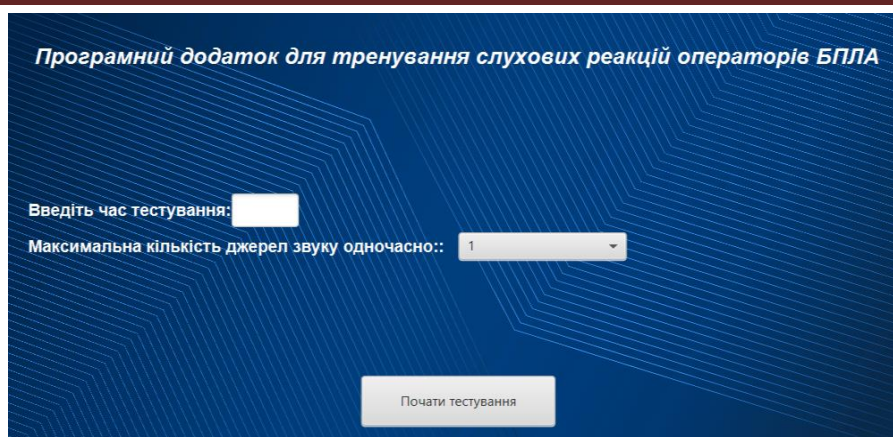 Програмний додаток для тренування слухових реакцій операторів БПЛА
Введіть час тестування:
Максимальна кількість джерел звуку одночасно:: 1
Почати тестування